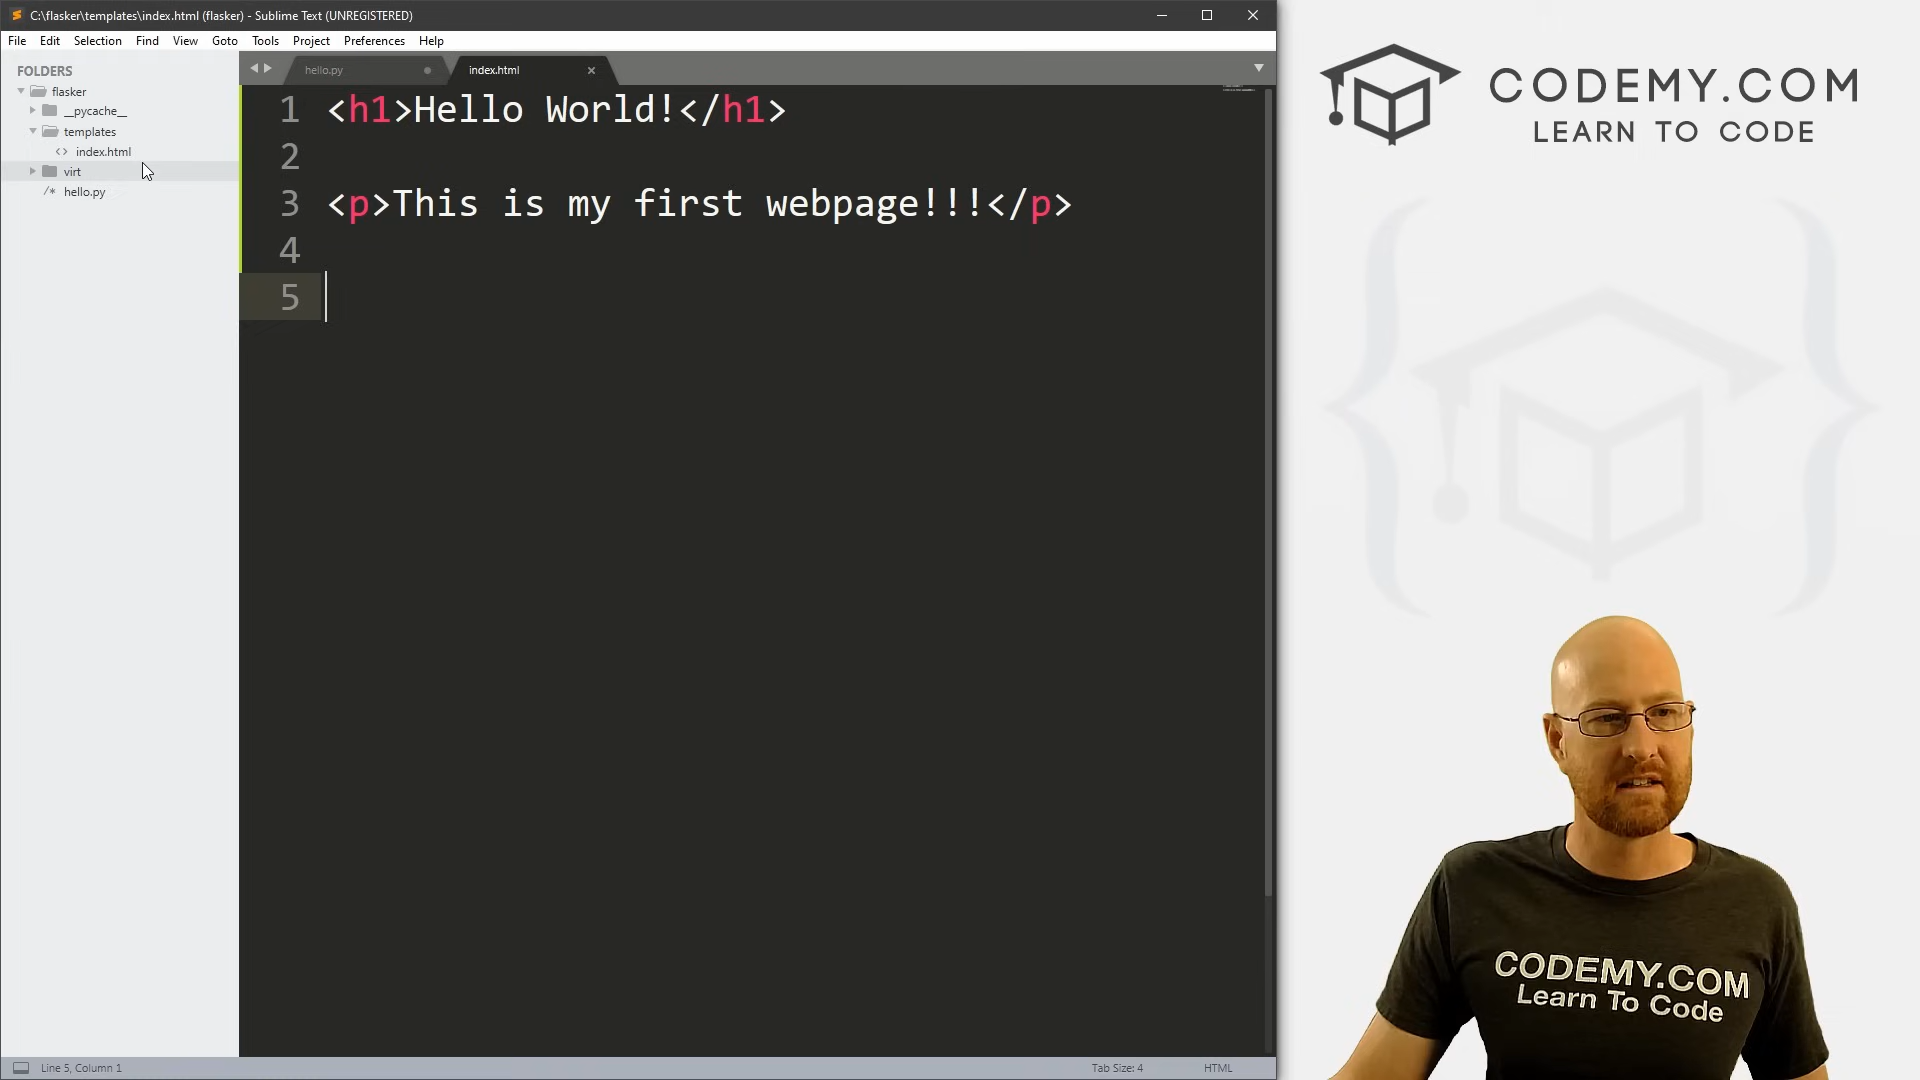 C:\flasker\templates\index.html (flasker) - Sublime Text (UNREGISTERED)
File Edit Selection Find View Goto Tools Project Preferences Help
FOLDERS
flasker
__pycache__
templates
<> index.html
virt
/* hello.py
hello.py
index.html
1 <h1>Hello World!</h1>
2
3 <p>This is my first webpage!!!</p>
4
5
Line 5, Column 1
Tab Size: 4
HTML
CODEMY.COM
LEARN TO CODE
CODEMY.COM
Learn To Code